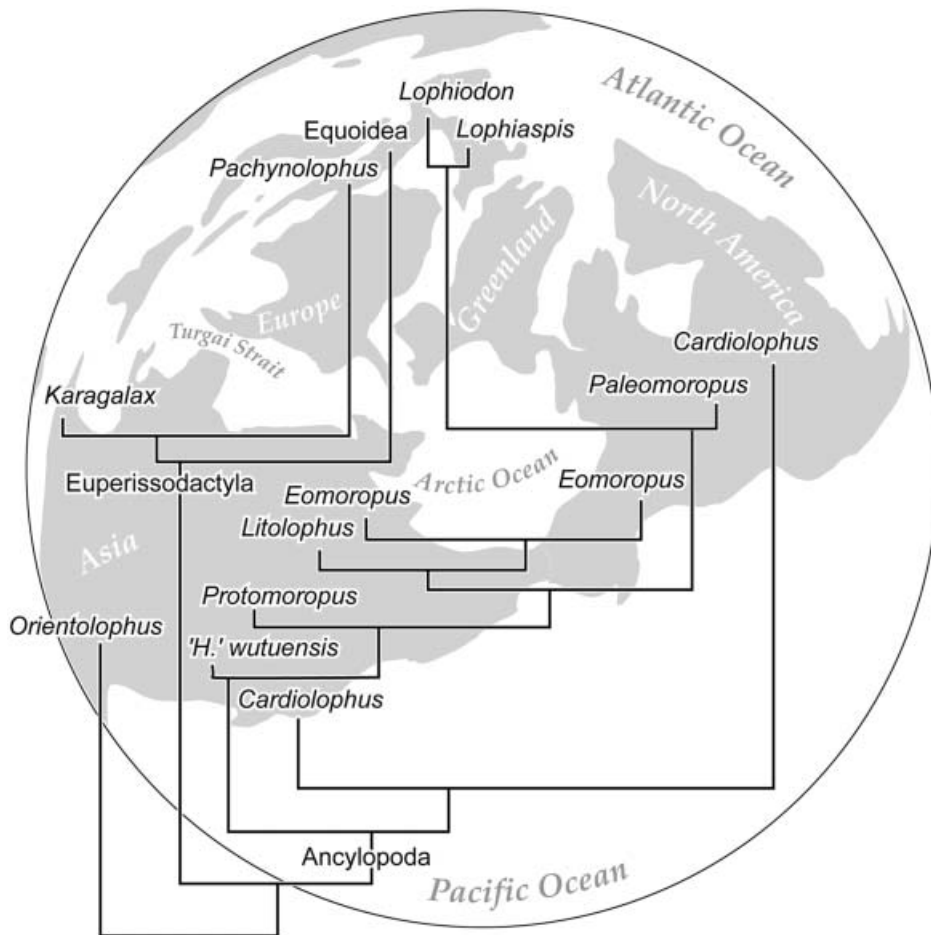 Lophiodon
Atlantic Ocean
Equoidea
Lophiaspis
Pachynolophus
North America
Greenland
Europe
Turgai Strait
Cardiolophus
Karagalax
Paleomoropus
Euperissodactyla
Arctic Ocean
Eomoropus
Eomoropus
Litolophus
Asia
Protomoropus
Orientolophus
'H.' wutuensis
Cardiolophus
Ancylopoda
Pacific Ocean